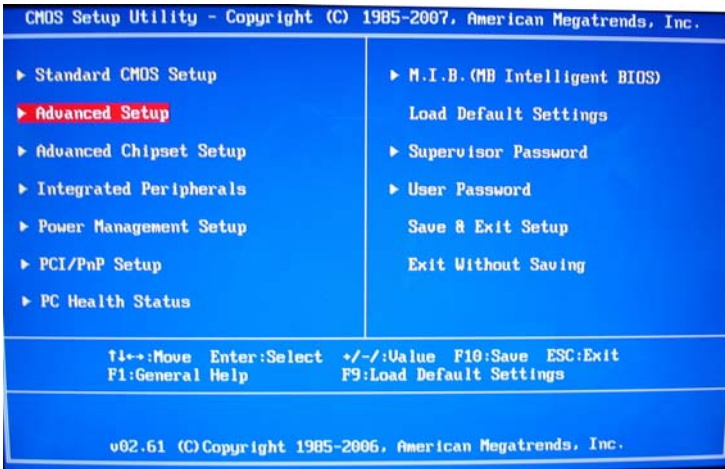 CMOS Setup Utility - Copyright (C) 1985-2007, American Megatrends, Inc.
▶ Standard CMOS Setup
▶ Advanced Setup
▶ Advanced Chipset Setup
▶ Integrated Peripherals
▶ Power Management Setup
▶ PCI/PnP Setup
▶ PC Health Status
▶ M.I.B.(MB Intelligent BIOS)
Load Default Settings
▶ Supervisor Password
▶ User Password
Save & Exit Setup
Exit Without Saving
↑↓←→:Move Enter:Select +/-/:Value F10:Save ESC:Exit
F1:General Help F9:Load Default Settings
v02.61 (C)Copyright 1985-2006, American Megatrends, Inc.